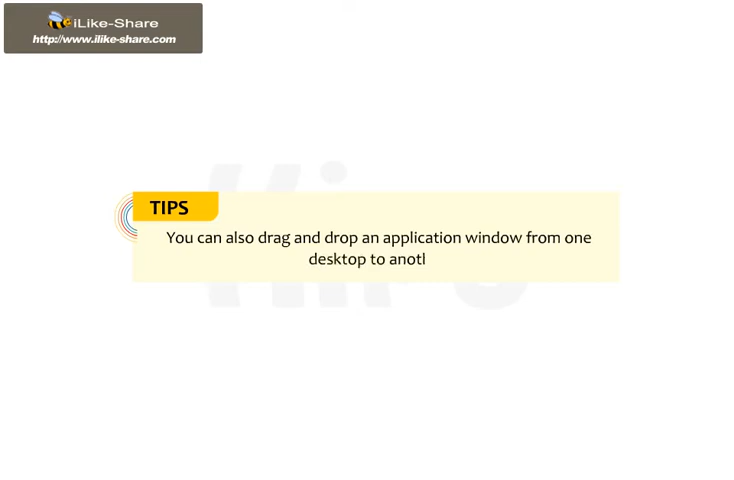 iLike-Share
http://www.ilike-share.com
TIPS
You can also drag and drop an application window from one
desktop to anotl